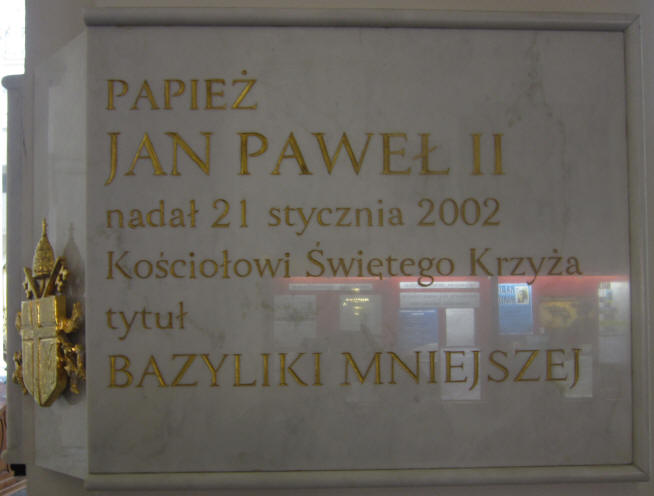 PAPIEŻ
JAN PAWEŁ II
nadał 21 stycznia 2002
Kościołowi Świętego Krzyża
tytuł
BAZYLIKI MNIEJSZEJ